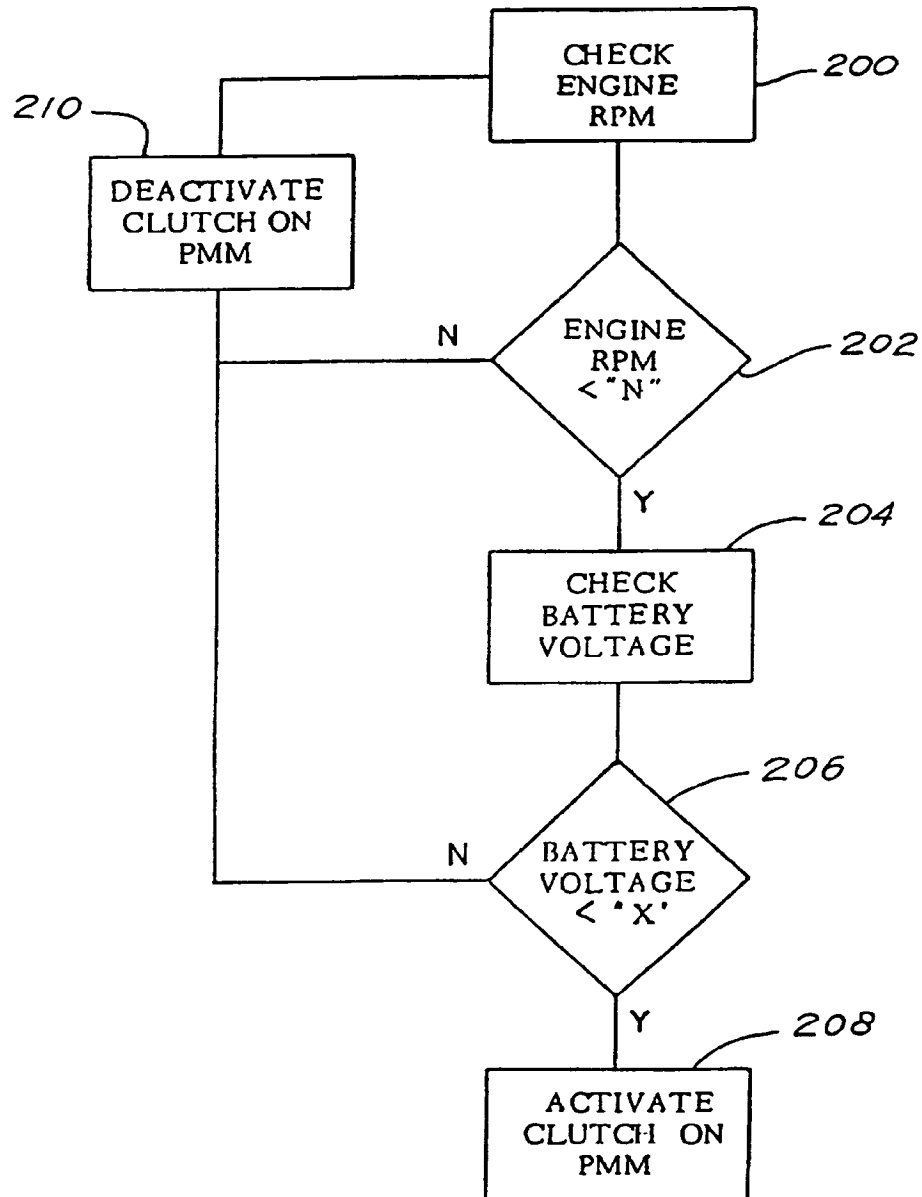 CHECK
ENGINE
RPM
200
210
DEACTIVATE
CLUTCH ON
PMM
N
ENGINE
RPM
< "N"
202
Y
204
CHECK
BATTERY
VOLTAGE
206
N
BATTERY
VOLTAGE
< "X'
Y
208
ACTIVATE
CLUTCH ON
PMM